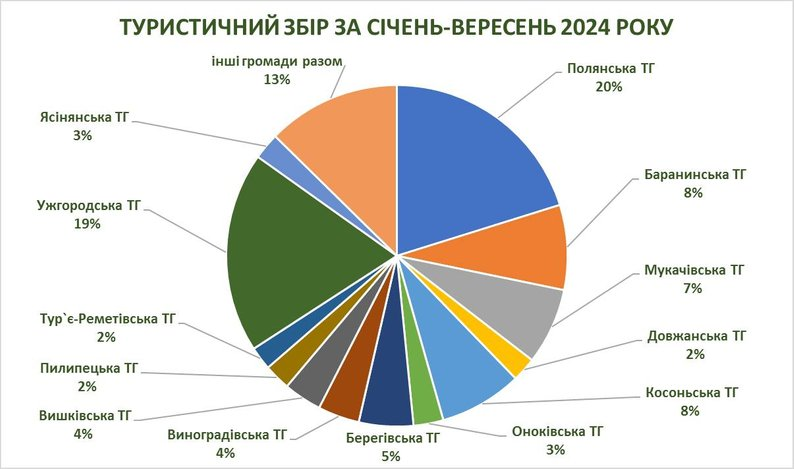 ТУРИСТИЧНИЙ ЗБІР ЗА СІЧЕНЬ-ВЕРЕСЕНЬ 2024 РОКУ
Полянська ТГ
20%
Баранинська ТГ
8%
Мукачівська ТГ
7%
Довжанська ТГ
2%
Косоньська ТГ
8%
Оноківська ТГ
3%
Берегівська ТГ
5%
Виноградівська ТГ
4%
Вишківська ТГ
4%
Пилипецька ТГ
2%
Тур`є-Реметівська ТГ
2%
Ужгородська ТГ
19%
Ясінянська ТГ
3%
інші громади разом
13%